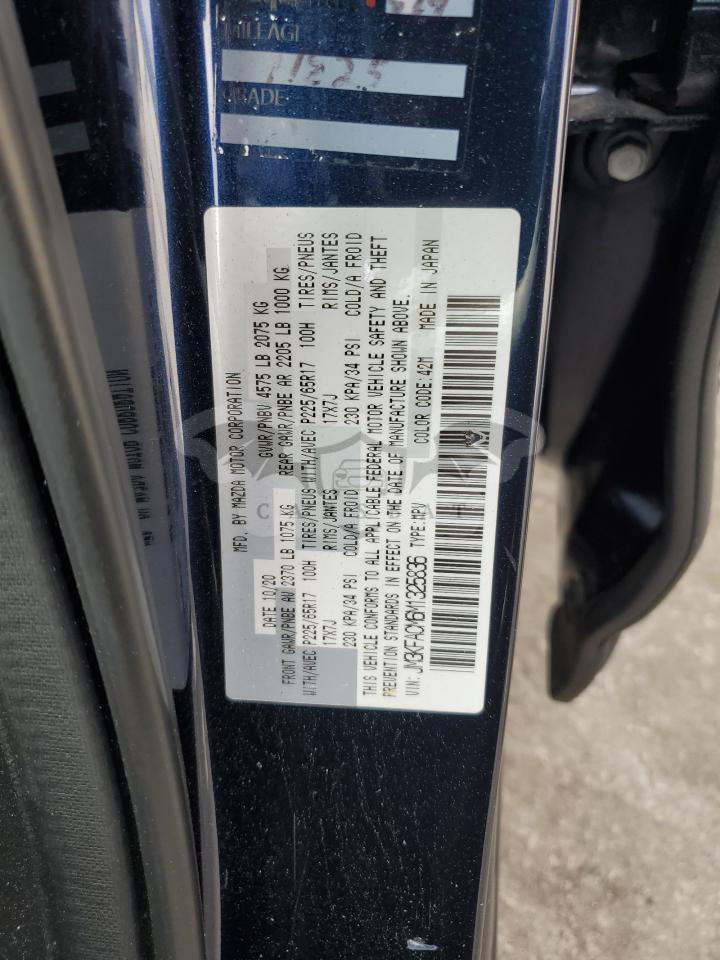 MILEAGE
11525
GRADE
MFD. BY MAZDA MOTOR CORPORATION
DATE 10/20 GVWR/PNBV 4575 LB 2075 KG
FRONT GAWR/PNBE AV 2370 LB 1075 KG REAR GAWR/PNBE AR 2205 LB 1000 KG
WITH/AVEC P225/65R17 100H TIRES/PNEUS WITH/AVEC P225/65R17 100H TIRES/PNEUS
17X7J RIMS/JANTES 17X7J RIMS/JANTES
230 KPA/34 PSI COLD/A FROID 230 KPA/34 PSI COLD/A FROID
THIS VEHICLE CONFORMS TO ALL APPLICABLE FEDERAL MOTOR VEHICLE SAFETY AND THEFT
PREVENTION STANDARDS IN EFFECT ON THE DATE OF MANUFACTURE SHOWN ABOVE.
VIN: JM3KFACM6M1325836 TYPE:MPV COLOR CODE:42M MADE IN JAPAN